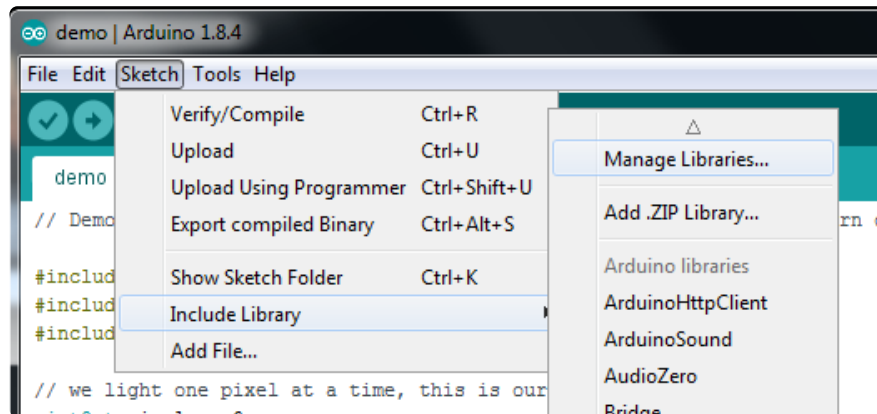 demo | Arduino 1.8.4
File Edit Sketch Tools Help
Verify/Compile Ctrl+R
Upload Ctrl+U
Upload Using Programmer Ctrl+Shift+U
Export compiled Binary Ctrl+Alt+S
Show Sketch Folder Ctrl+K
Include Library
Add File...
Manage Libraries...
Add .ZIP Library...
Arduino libraries
ArduinoHttpClient
ArduinoSound
AudioZero
Bridge
demo
// Demo
#includ
#includ
#includ
// we light one pixel at a time, this is our